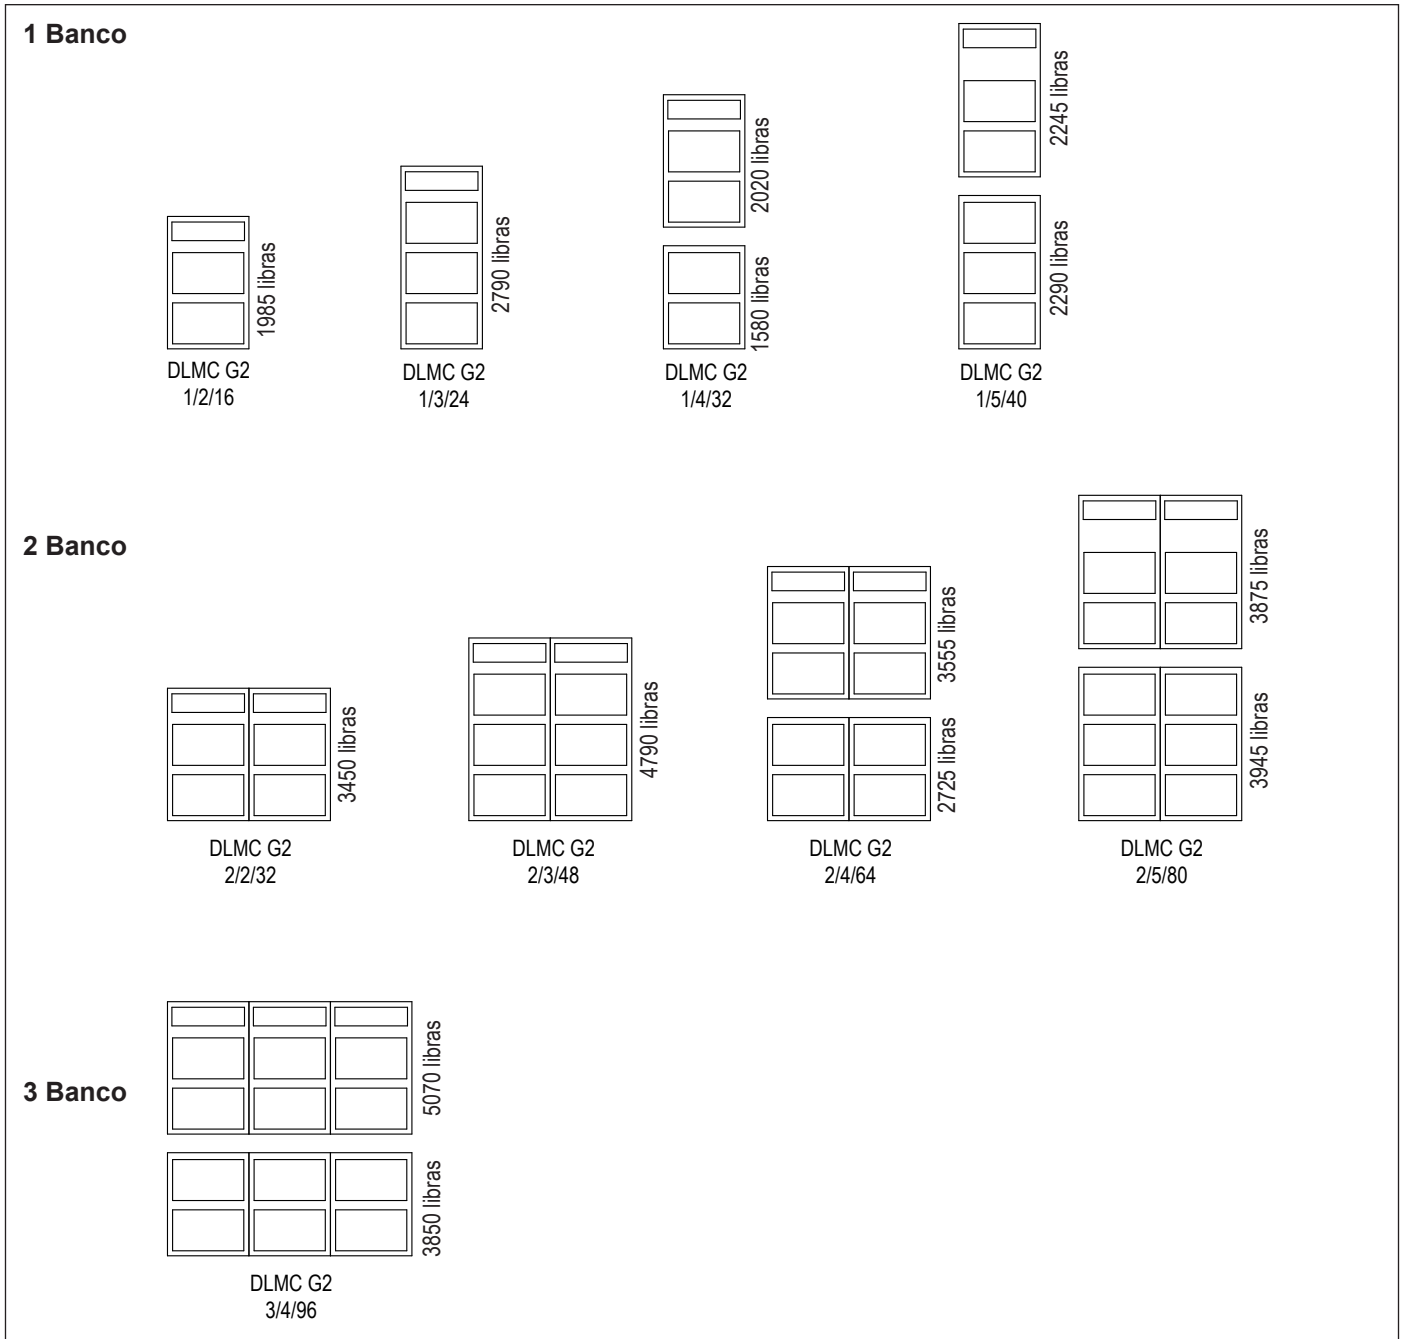 1 Banco
1985 libras
DLMC G2
1/2/16
2790 libras
DLMC G2
1/3/24
2020 libras
1580 libras
DLMC G2
1/4/32
2245 libras
2290 libras
DLMC G2
1/5/40
2 Banco
3450 libras
DLMC G2
2/2/32
4790 libras
DLMC G2
2/3/48
3555 libras
2725 libras
DLMC G2
2/4/64
3875 libras
3945 libras
DLMC G2
2/5/80
3 Banco
5070 libras
3850 libras
DLMC G2
3/4/96